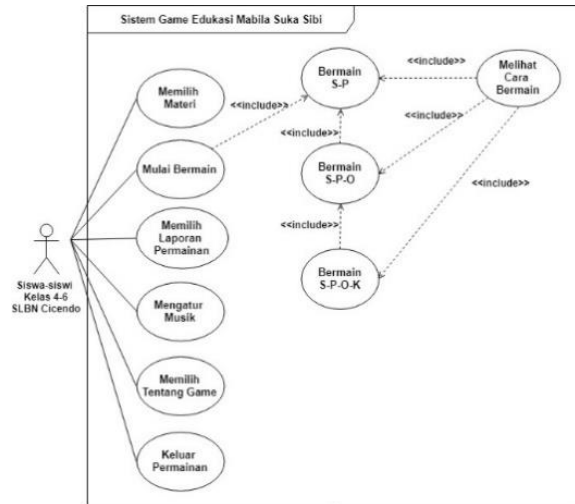 Sistem Game Edukasi Mabila Suka Sibi
Memilih
Materi
Mulai Bermain
Memilih
Laporan
Permainan
Mengatur
Musik
Memilih
Tentang Game
Keluar
Permainan
Siswa-siswi
Kelas 4-6
SLBN Cicendo
<<include>>
Bermain
S-P
<<include>>
Melihat
Cara
Bermain
<<include>>
Bermain
S-P-O
<<include>>
<<include>>
<<include>>
Bermain
S-P-O-K